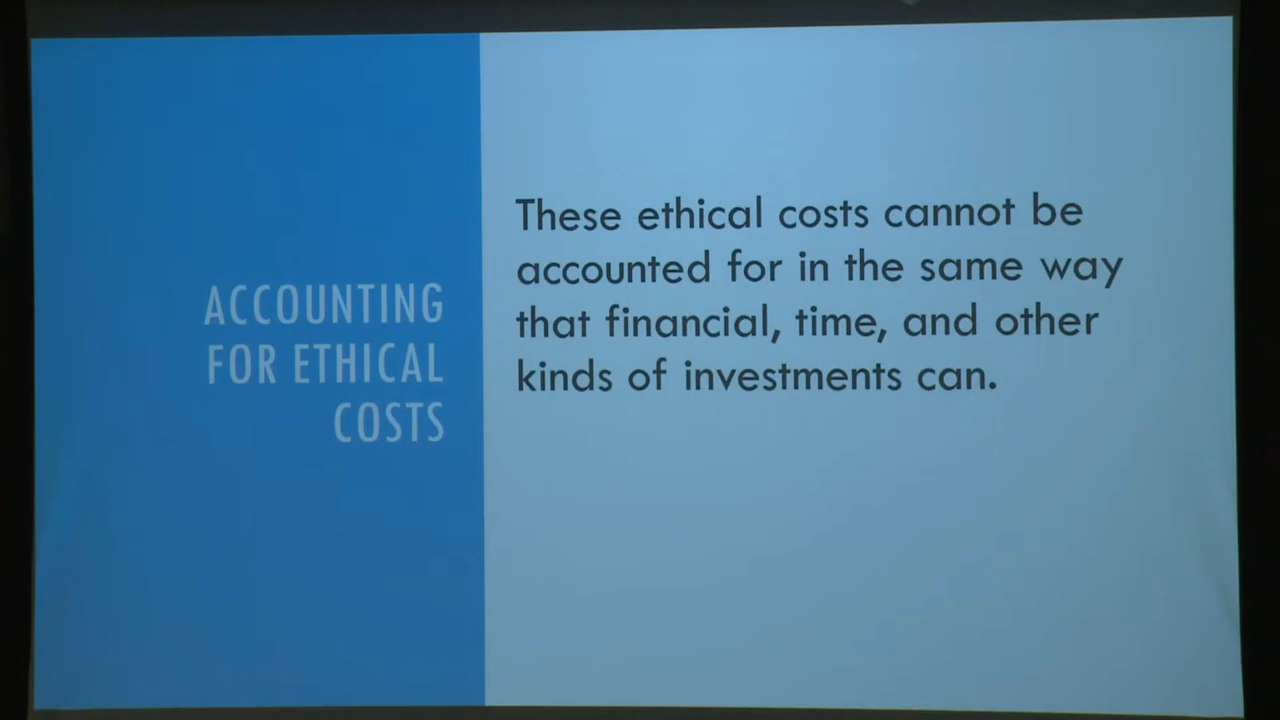 ACCOUNTING
FOR ETHICAL
COSTS
These ethical costs cannot be
accounted for in the same way
that financial, time, and other
kinds of investments can.